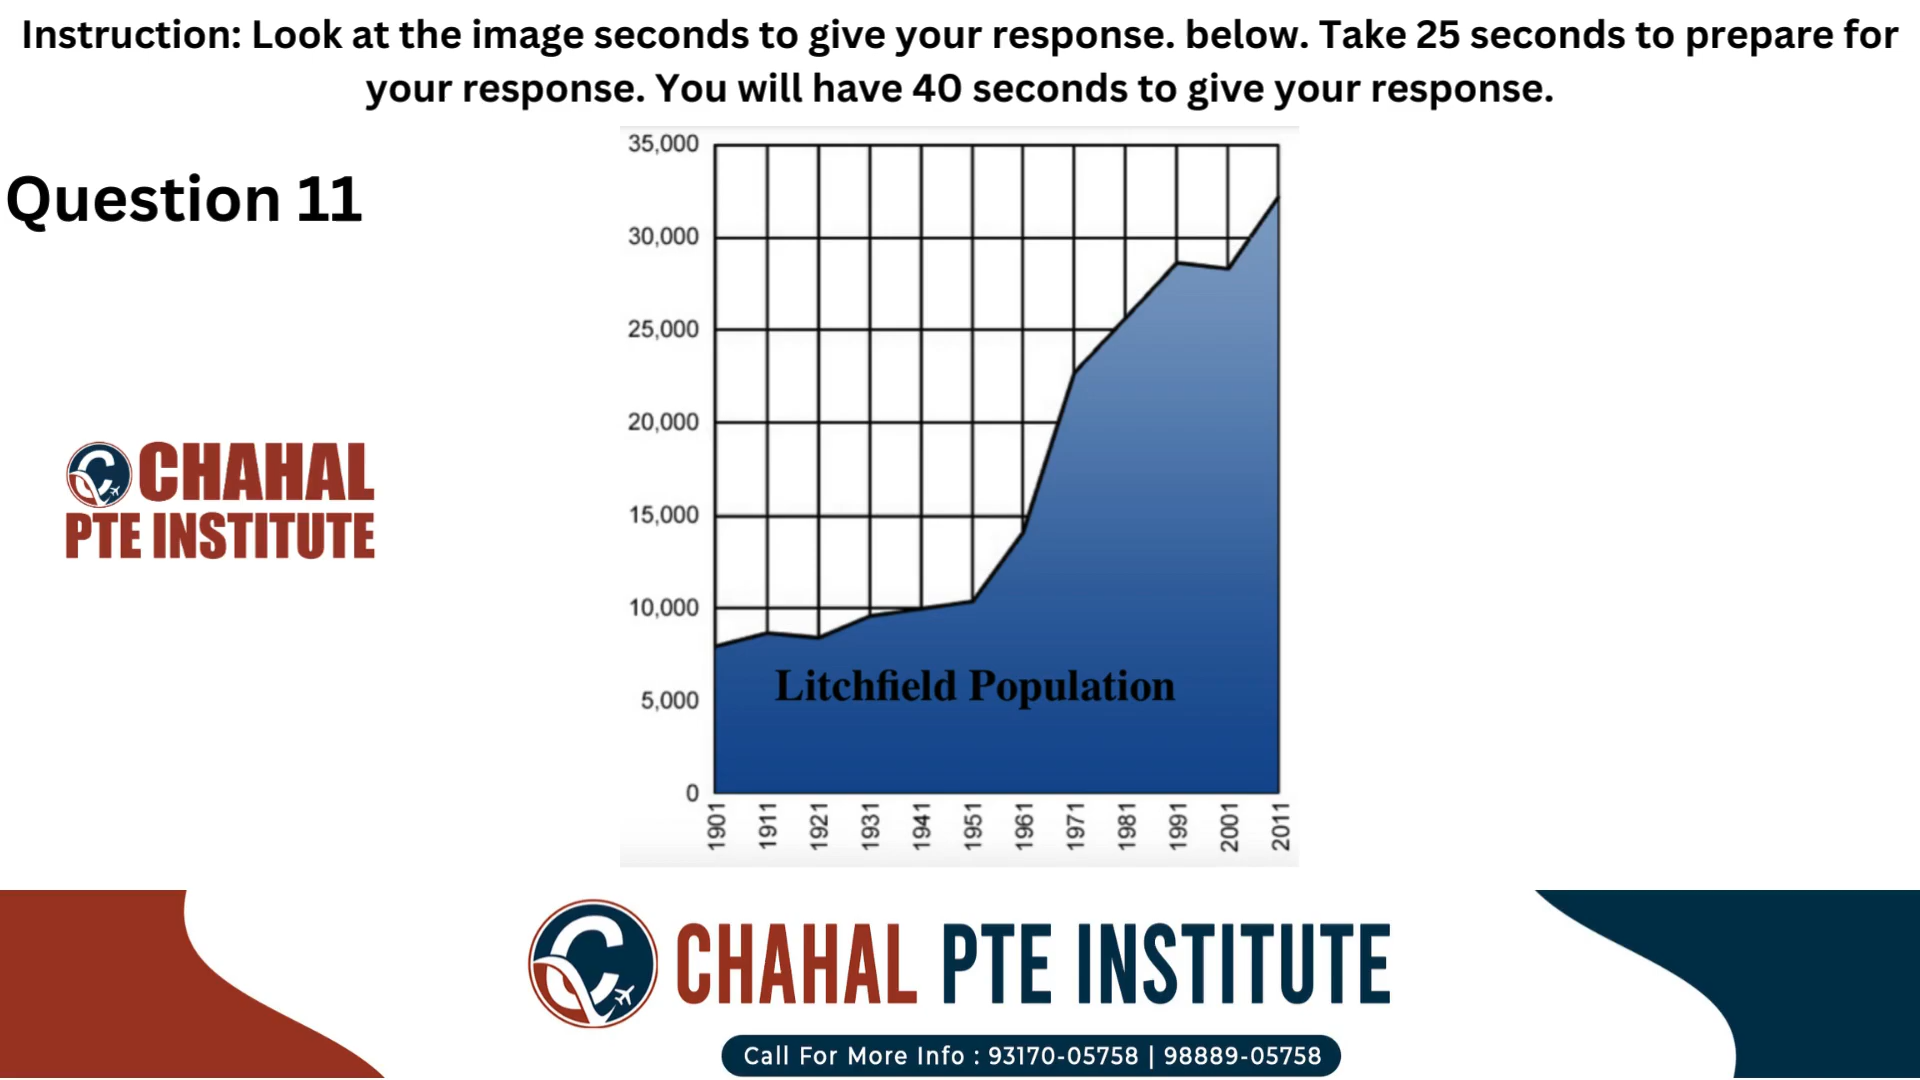 Instruction: Look at the image seconds to give your response. below. Take 25 seconds to prepare for
your response. You will have 40 seconds to give your response.
Question 11
35,000
30,000
25,000
20,000
15,000
10,000
5,000
0
Litchfield Population
1901
1911
1921
1931
1941
1951
1961
1971
1981
1991
2001
2011
CHAHAL
PTE INSTITUTE
CHAHAL PTE INSTITUTE
Call For More Info : 93170-05758 | 98889-05758